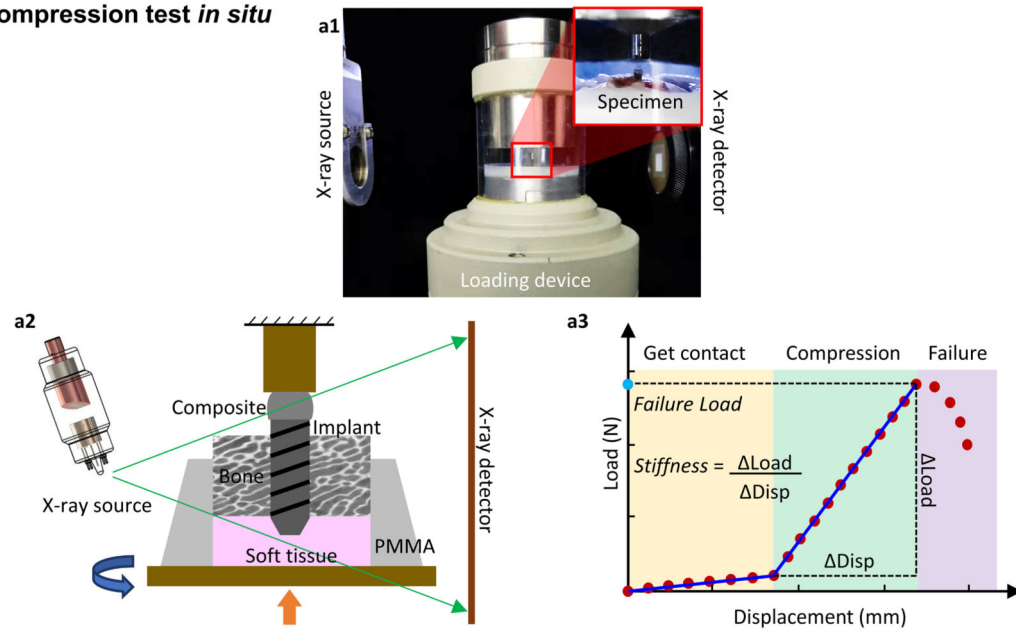 ompression test in situ
a1
X-ray source
Specimen
X-ray detector
Loading device
a2
Composite
Implant
Bone
X-ray source
Soft tissue
PMMA
X-ray detector
a3
Get contact
Compression
Failure
Failure Load
Stiffness = ΔLoad
ΔDisp
ΔLoad
ΔDisp
Load (N)
Displacement (mm)